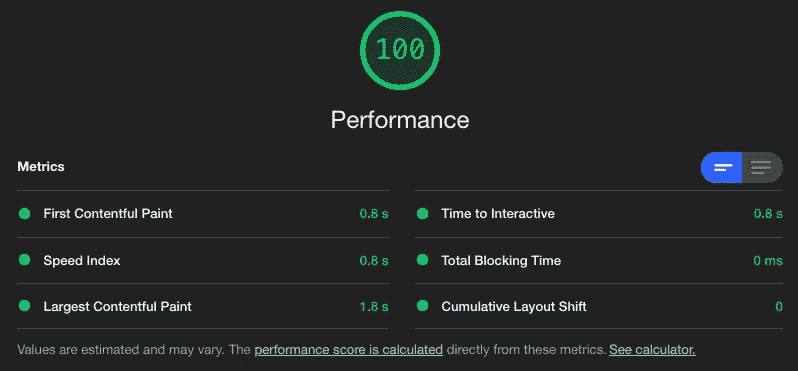 100
Performance
Metrics
First Contentful Paint 0.8 s
Time to Interactive 0.8 s
Speed Index 0.8 s
Total Blocking Time 0 ms
Largest Contentful Paint 1.8 s
Cumulative Layout Shift 0
Values are estimated and may vary. The performance score is calculated directly from these metrics. See calculator.